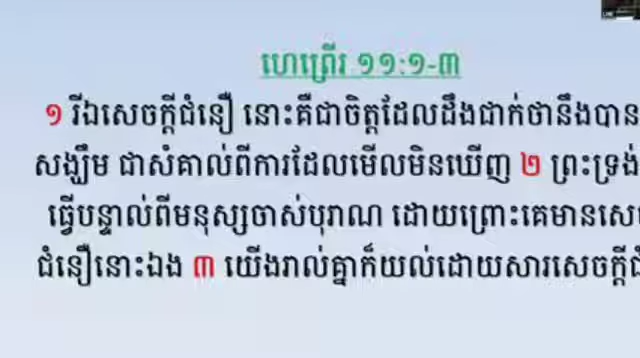 ហេព្រើរ ១១:១-៣
១ រីឯសេចក្ដីជំនឿ នោះគឺជាចិត្តដែលដឹងជាក់ថានឹងបាន
សង្ឃឹម ជាសំគាល់ពីការដែលមើលមិនឃើញ ២ ព្រះទ្រង់
ធ្វើបន្ទាល់ពីមនុស្សចាស់បុរាណ ដោយព្រោះគេមាន
ជំនឿនោះឯង ៣ យើងរាល់គ្នាក៏យល់ដោយសារសេចក្ដី